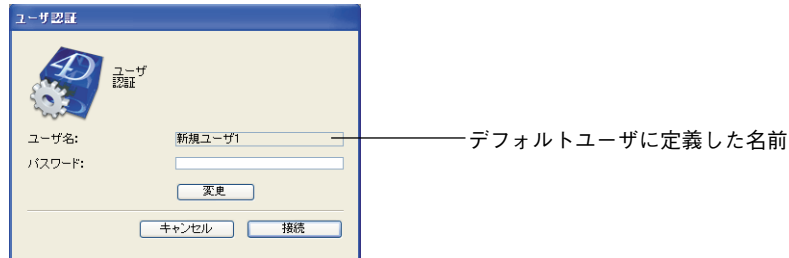 ユーザ認証
4D
ユーザ
認証
ユーザ名: 新規ユーザ1 デフォルトユーザに定義した名前
パスワード:
変更
キャンセル 接続